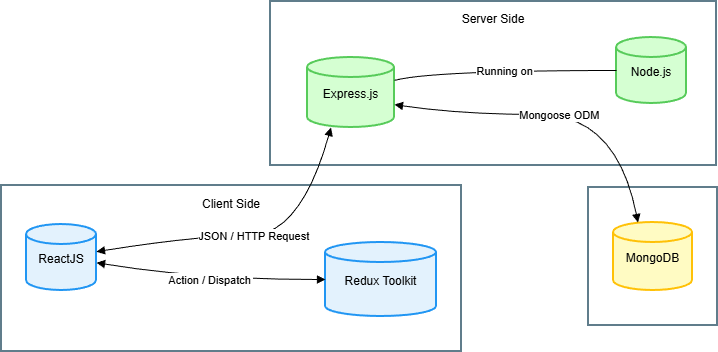 Server Side
Express.js
Running on
Node.js
Mongoose ODM
Client Side
ReactJS
JSON / HTTP Request
Action / Dispatch
Redux Toolkit
MongoDB